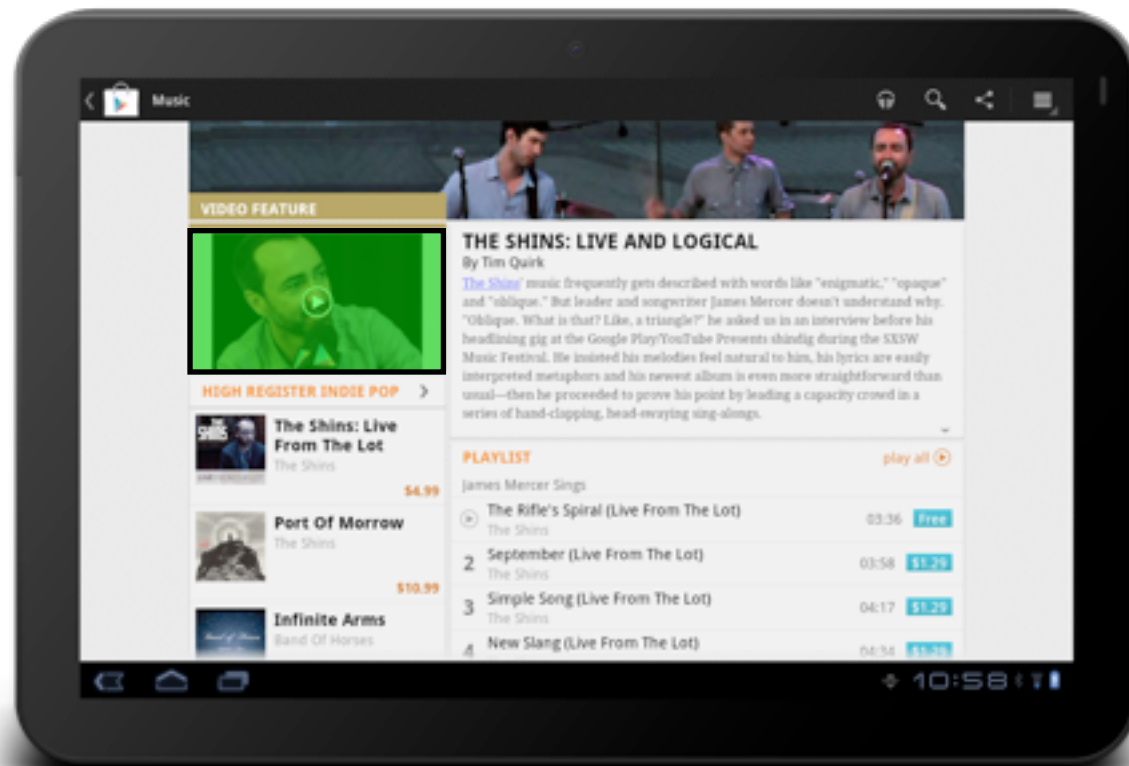 Music
VIDEO FEATURE
THE SHINS: LIVE AND LOGICAL
By Tim Quirk
The Shins' music frequently gets described with words like "enigmatic," "opaque"
and "oblique." But leader and songwriter James Mercer doesn't understand why.
"Oblique. What is that? Like, a triangle?" he asked us in an interview before his
headlining gig at the Google Play/YouTube Presents shindig during the SXSW
Music Festival. He insisted his melodies feel natural to him, his lyrics are easily
interpreted metaphors and his newest album is even more straightforward than
usual—then he proceeded to prove his point by leading a capacity crowd in a
series of hand-clapping, head-swaying sing-alongs.
HIGH REGISTER INDIE POP
The Shins: Live
From The Lot
The Shins
$4.99
Port Of Morrow
The Shins
$10.99
Infinite Arms
Band Of Horses
PLAYLIST
play all
James Mercer Sings
The Rifle's Spiral (Live From The Lot)
The Shins
03:36 Free
2 September (Live From The Lot)
The Shins
03:58 $1.29
3 Simple Song (Live From The Lot)
The Shins
04:17 $1.29
4 New Slang (Live From The Lot)
04:34 $1.29
10:58